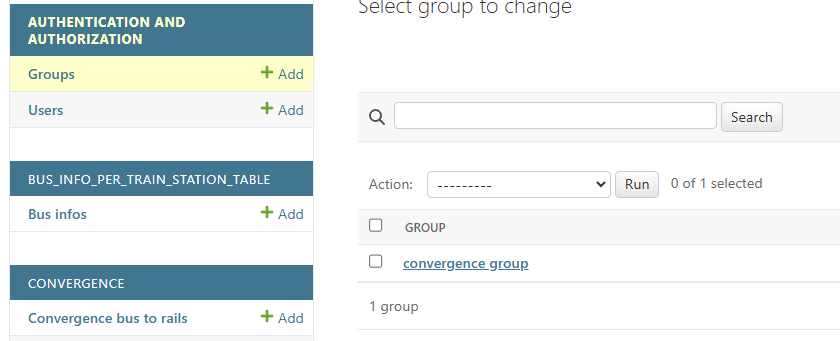 Select group to change
AUTHENTICATION AND
AUTHORIZATION
Groups
Add
Users
Add
BUS_INFO_PER_TRAIN_STATION_TABLE
Bus infos
Add
CONVERGENCE
Convergence bus to rails
Add
Search
Action:
---------
Run
0 of 1 selected
GROUP
convergence group
1 group